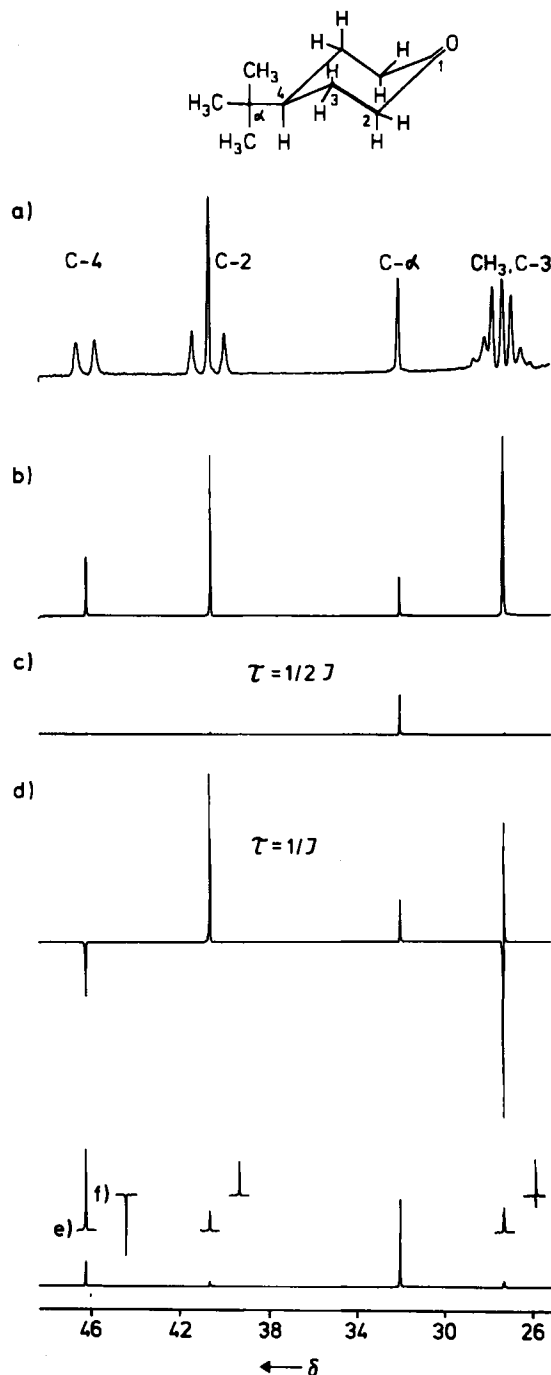 H
H
H
O
1
CH₃
H
H
H₃C
α
4
H
3
H₃C
H
2
H
H
a)
C-4
C-2
C-α
CH₃, C-3
b)
c)
τ = 1/2 J
d)
τ = 1/J
f)
e)
46 42 38 34 30 26
← δ